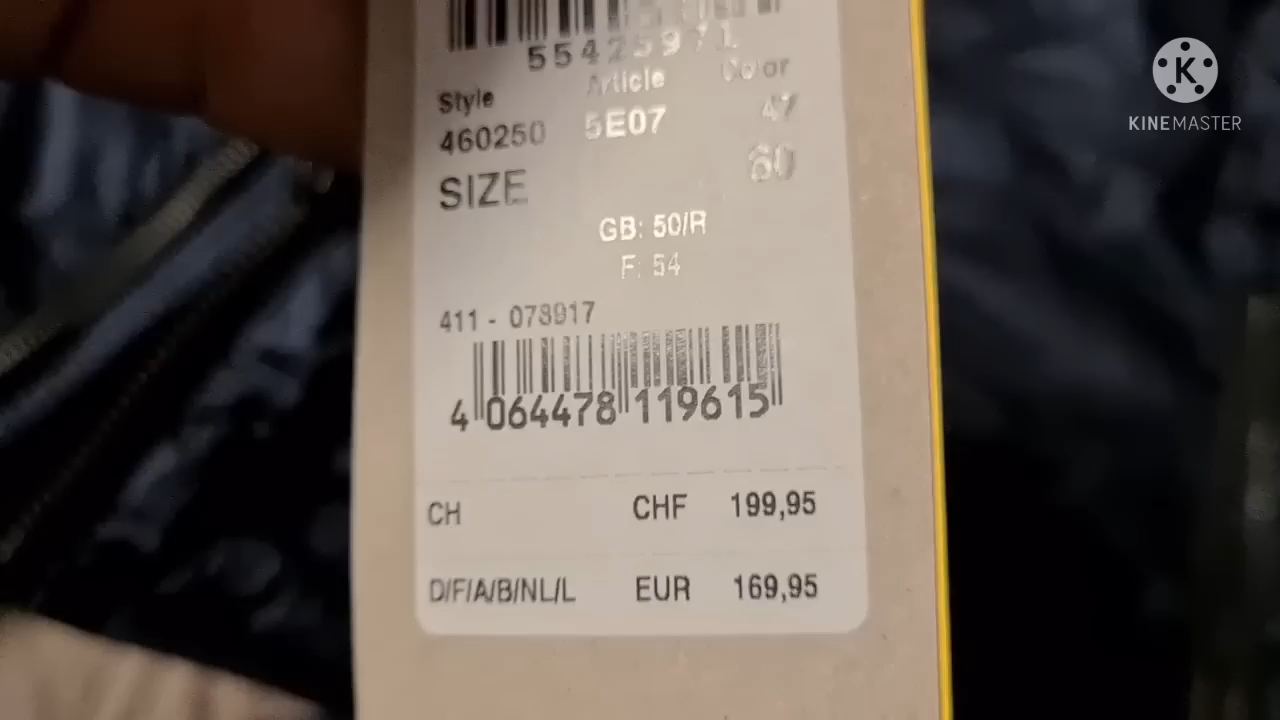 55425971
Style Article Color
460250 5E07 47
SIZE 60
GB: 50/R
F: 54
411 - 078917
4 064478 119615
CH CHF 199,95
D/F/A/B/NL/L EUR 169,95
K
KINEMASTER